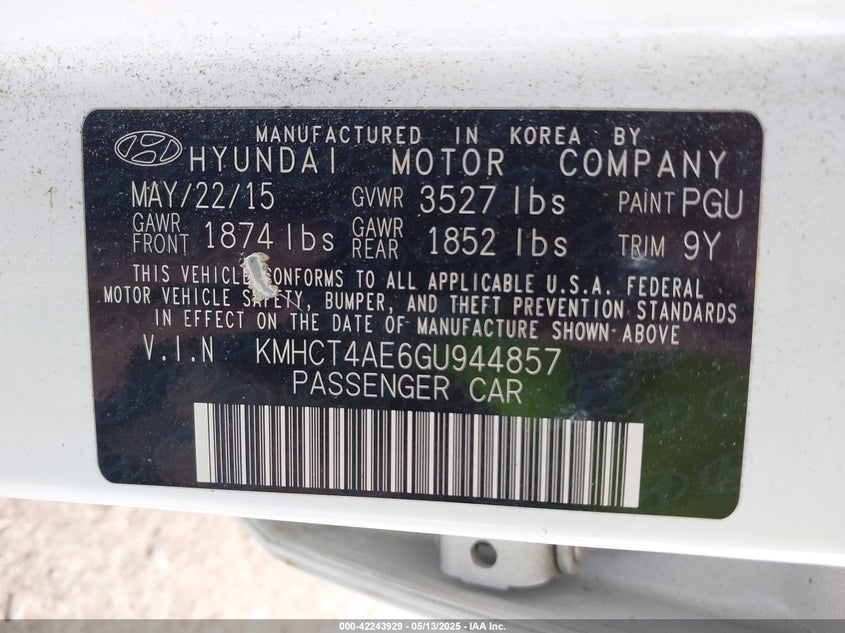 MANUFACTURED IN KOREA BY
HYUNDAI MOTOR COMPANY
MAY/22/15 GVWR 3527 lbs PAINT PGU
GAWR FRONT 1874 lbs GAWR REAR 1852 lbs TRIM 9Y
THIS VEHICLE CONFORMS TO ALL APPLICABLE U.S.A. FEDERAL
MOTOR VEHICLE SAFETY, BUMPER, AND THEFT PREVENTION STANDARDS
IN EFFECT ON THE DATE OF MANUFACTURE SHOWN ABOVE
V.I.N KMHCT4AE6GU944857
PASSENGER CAR
000-42243929 - 05/13/2025 - IAA Inc.